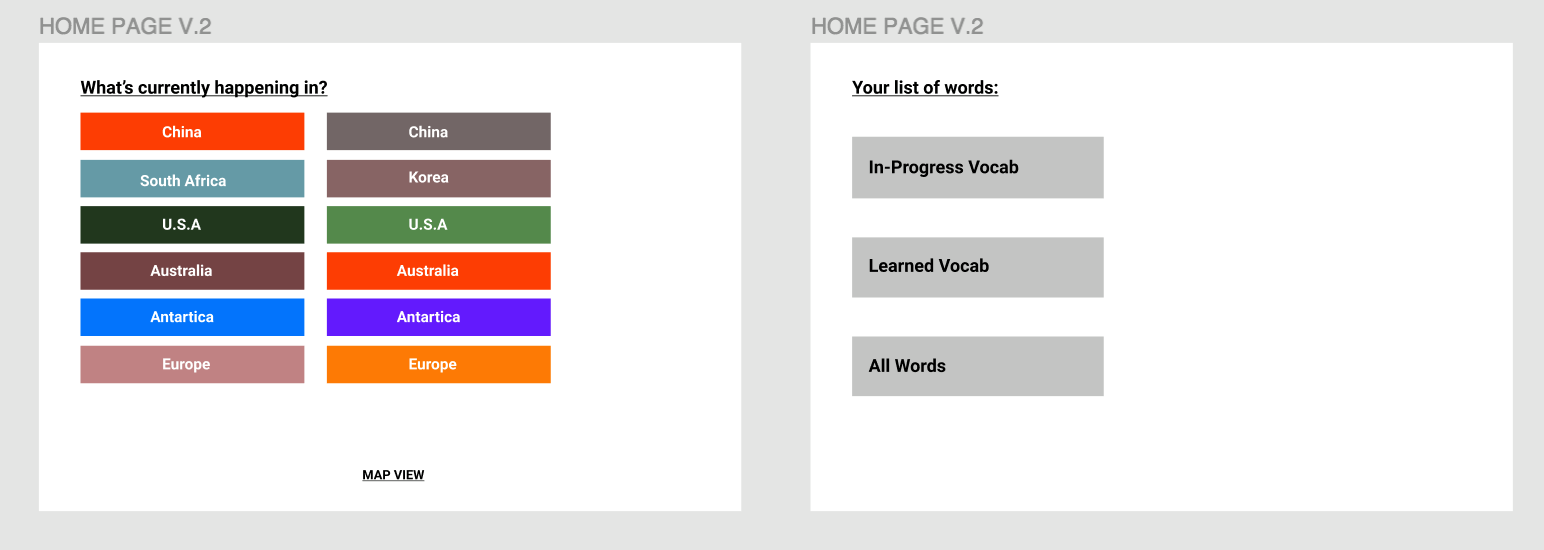 HOME PAGE V.2
What's currently happening in?
China
China
South Africa
Korea
U.S.A
U.S.A
Australia
Australia
Antartica
Antartica
Europe
Europe
MAP VIEW
HOME PAGE V.2
Your list of words:
In-Progress Vocab
Learned Vocab
All Words